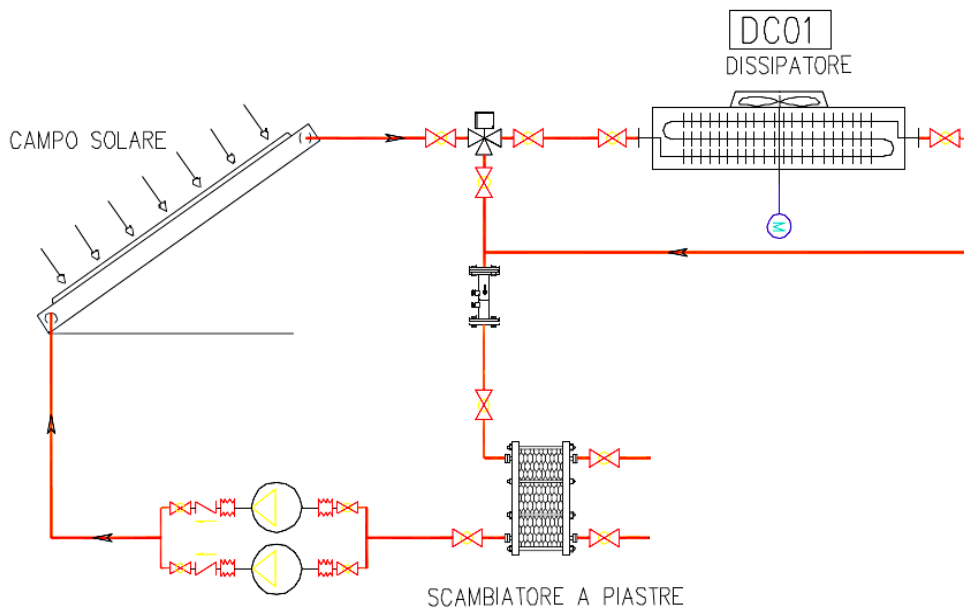 DC01
DISSIPATORE
CAMPO SOLARE
M
SCAMBIATORE A PIASTRE